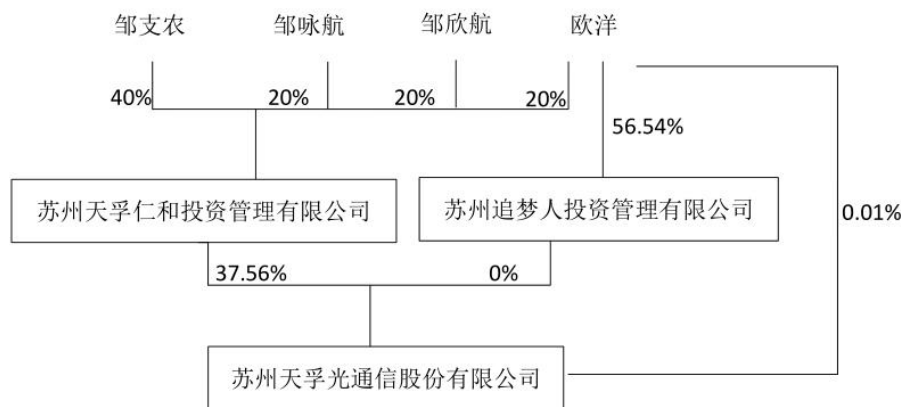 邹支农 邹咏航 邹欣航 欧洋
40% 20% 20% 20%
56.54%
苏州天孚仁和投资管理有限公司 苏州追梦人投资管理有限公司
0.01%
37.56% 0%
苏州天孚光通信股份有限公司